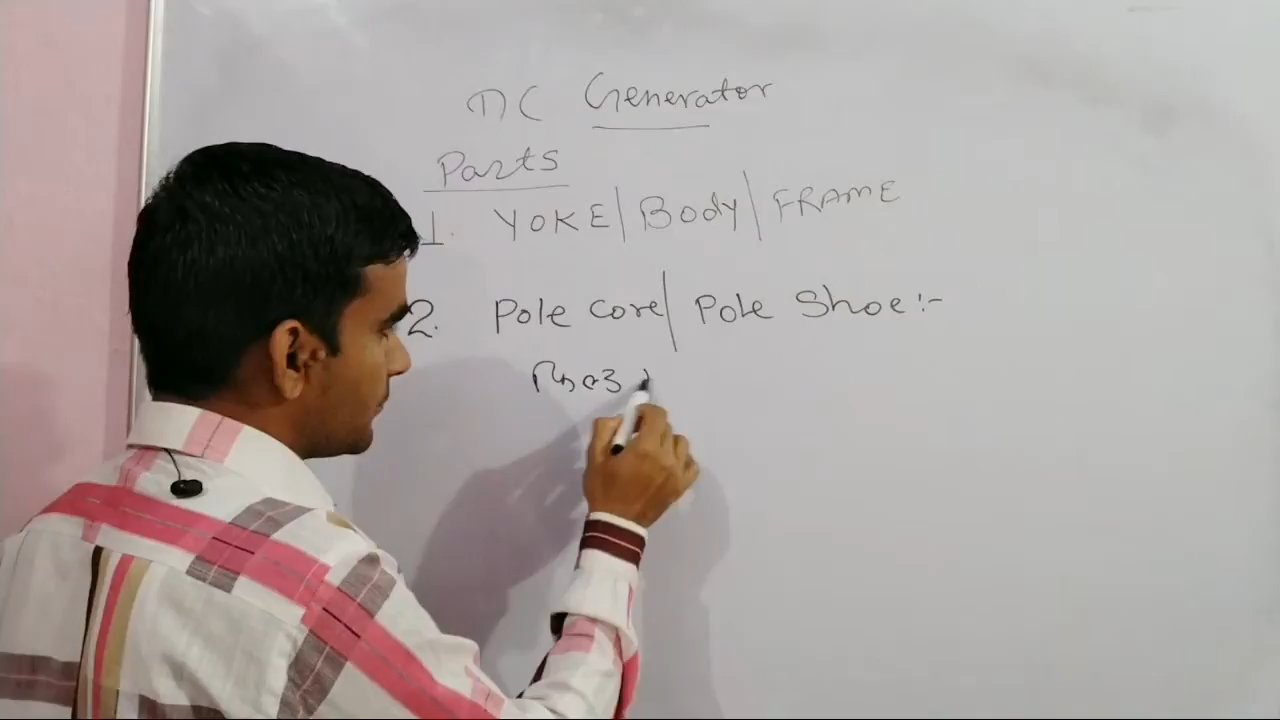 DC Generator
Parts
1. YOKE/Body/FRAME
2. Pole core/Pole Shoe:-